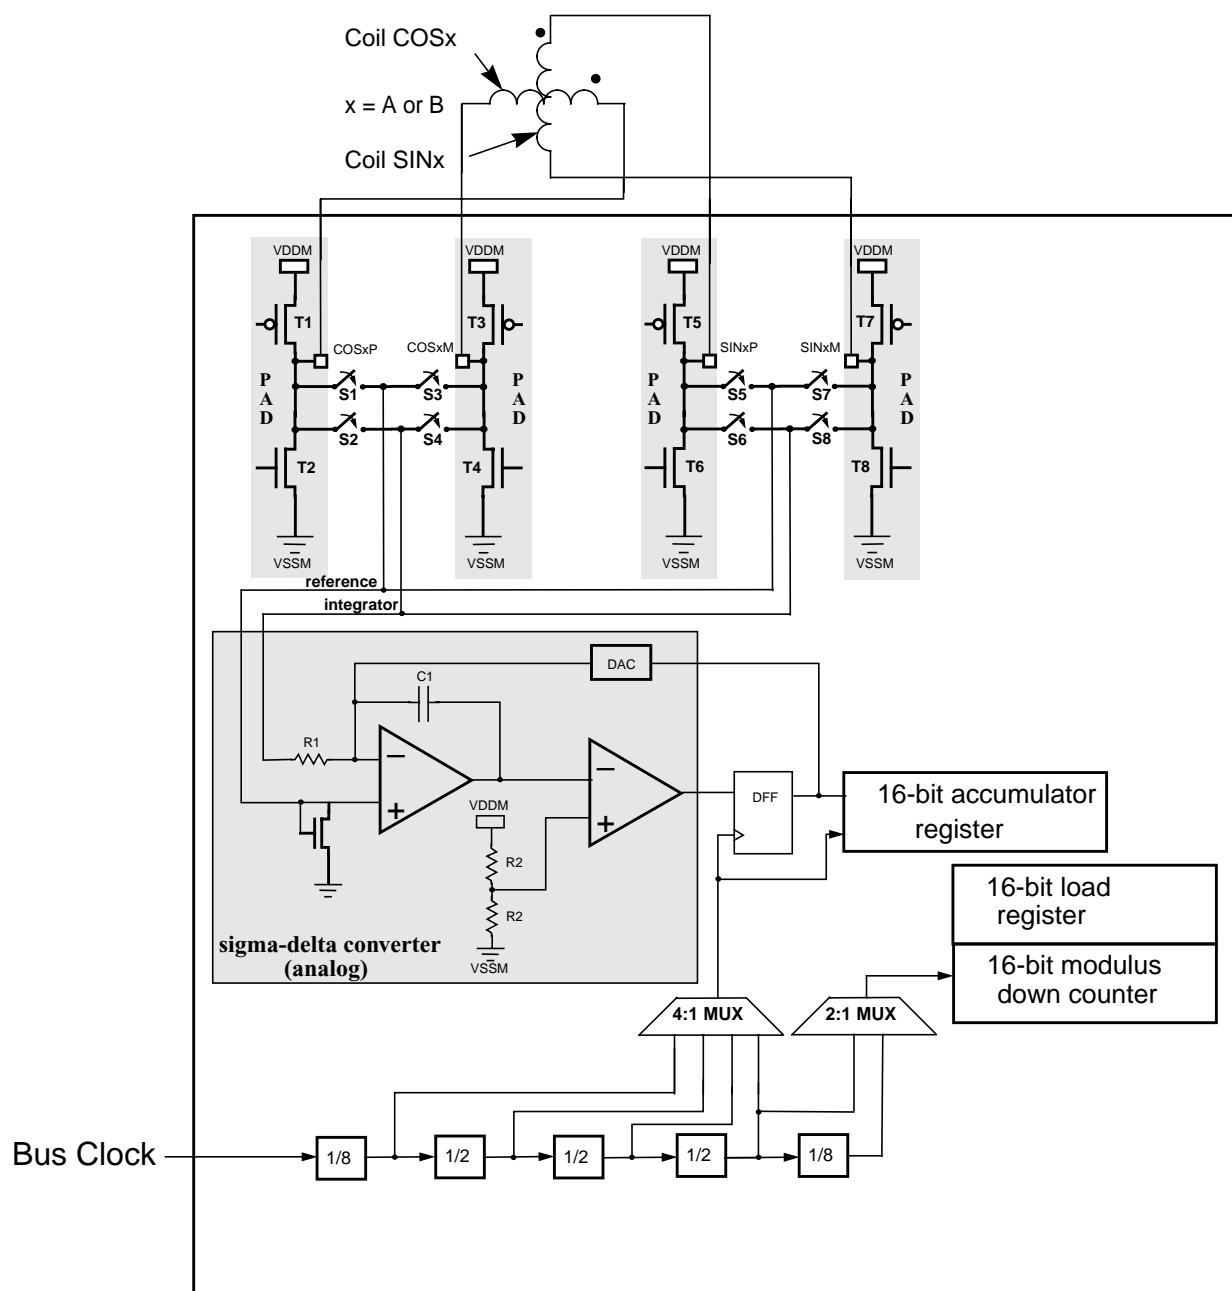 Coil COSx
x = A or B
Coil SINx
VDDM
VDDM
VDDM
VDDM
T1
T3
T5
T7
COSxP
COSxM
SINxP
SINxM
PAD
PAD
PAD
PAD
S1
S3
S5
S7
S2
S4
S6
S8
T2
T4
T6
T8
VSSM
VSSM
VSSM
VSSM
reference
integrator
DAC
C1
R1
VDDM
DFF
16-bit accumulator
register
R2
R2
16-bit load
register
sigma-delta converter
(analog)
VSSM
16-bit modulus
down counter
4:1 MUX
2:1 MUX
Bus Clock
1/8
1/2
1/2
1/2
1/8